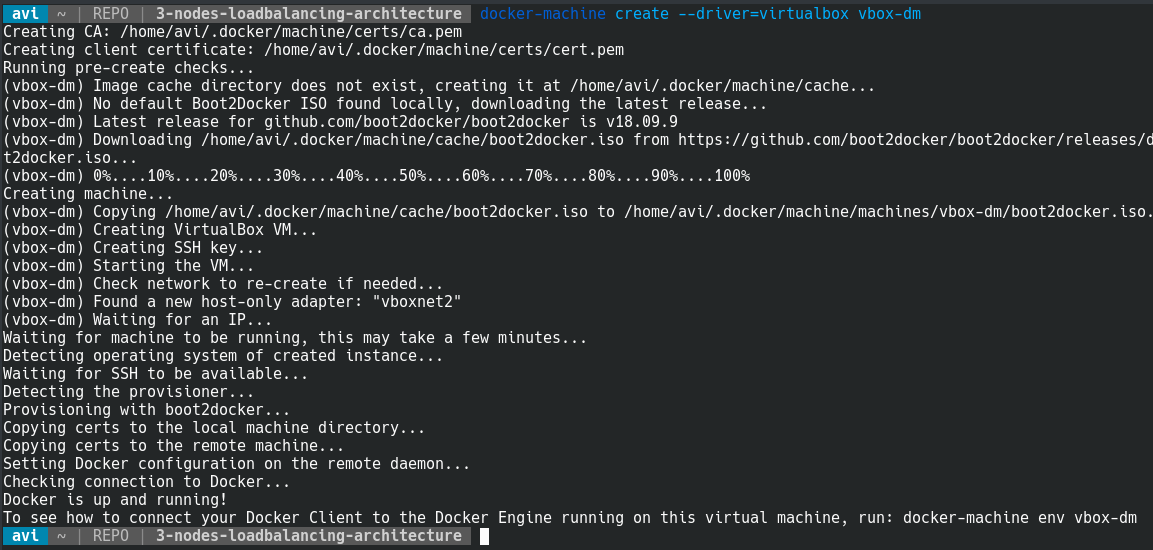 avi ~ | REPO | 3-nodes-loadbalancing-architecture docker-machine create --driver=virtualbox vbox-dm
Creating CA: /home/avi/.docker/machine/certs/ca.pem
Creating client certificate: /home/avi/.docker/machine/certs/cert.pem
Running pre-create checks...
(vbox-dm) Image cache directory does not exist, creating it at /home/avi/.docker/machine/cache...
(vbox-dm) No default Boot2Docker ISO found locally, downloading the latest release...
(vbox-dm) Latest release for github.com/boot2docker/boot2docker is v18.09.9
(vbox-dm) Downloading /home/avi/.docker/machine/cache/boot2docker.iso from https://github.com/boot2docker/boot2docker/releases/d
t2docker.iso...
(vbox-dm) 0%....10%....20%....30%....40%....50%....60%....70%....80%....90%....100%
Creating machine...
(vbox-dm) Copying /home/avi/.docker/machine/cache/boot2docker.iso to /home/avi/.docker/machine/machines/vbox-dm/boot2docker.iso.
(vbox-dm) Creating VirtualBox VM...
(vbox-dm) Creating SSH key...
(vbox-dm) Starting the VM...
(vbox-dm) Check network to re-create if needed...
(vbox-dm) Found a new host-only adapter: "vboxnet2"
(vbox-dm) Waiting for an IP...
Waiting for machine to be running, this may take a few minutes...
Detecting operating system of created instance...
Waiting for SSH to be available...
Detecting the provisioner...
Provisioning with boot2docker...
Copying certs to the local machine directory...
Copying certs to the remote machine...
Setting Docker configuration on the remote daemon...
Checking connection to Docker...
Docker is up and running!
To see how to connect your Docker Client to the Docker Engine running on this virtual machine, run: docker-machine env vbox-dm
avi ~ | REPO | 3-nodes-loadbalancing-architecture